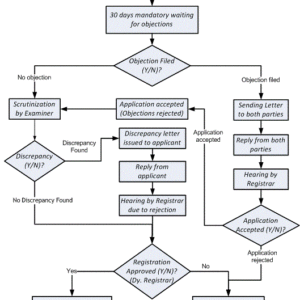 30 days mandatory waiting
for objections
Objection Filed
(Y/N)?
No objection
Objection filed
Scrutinization
by Examiner
Application accepted
(Objections rejected)
Sending Letter
to both parties
Discrepancy
Found
Discrepancy letter
issued to applicant
Application
accepted
Reply from both
parties
Discrepancy
(Y/N)?
Reply from
applicant
Hearing by
Registrar
No Discrepancy Found
Hearing by Registrar
due to rejection
Application
Accepted (Y/N)?
Application
rejected
Registration
Approved (Y/N)?
(Dy. Registrar)
Yes
No